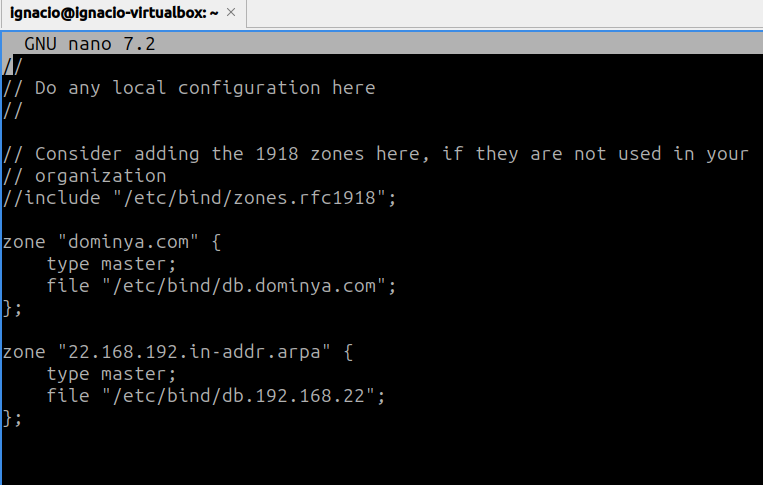 ignacio@ignacio-virtualbox: ~ ×
GNU nano 7.2
//
// Do any local configuration here
//
// Consider adding the 1918 zones here, if they are not used in your
// organization
//include "/etc/bind/zones.rfc1918";
zone "dominya.com" {
    type master;
    file "/etc/bind/db.dominya.com";
};
zone "22.168.192.in-addr.arpa" {
    type master;
    file "/etc/bind/db.192.168.22";
};